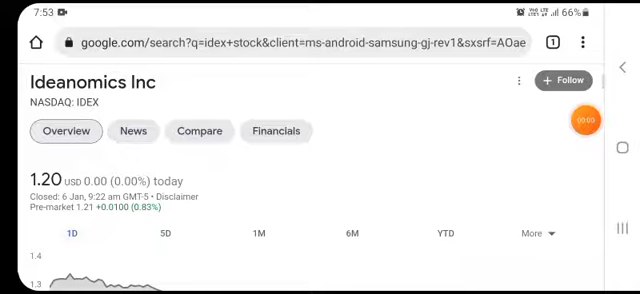 7:53 66%
google.com/search?q=idex+stock&client=ms-android-samsung-gj-rev1&sxsrf=AOae 1
Ideanomics Inc
+ Follow
NASDAQ: IDEX
00:03
Overview News Compare Financials
1.20 USD 0.00 (0.00%) today
Closed: 6 Jan, 9:22 am GMT-5 • Disclaimer
Pre-market 1.21 +0.0100 (0.83%)
1D 5D 1M 6M YTD More
1.4
1.3